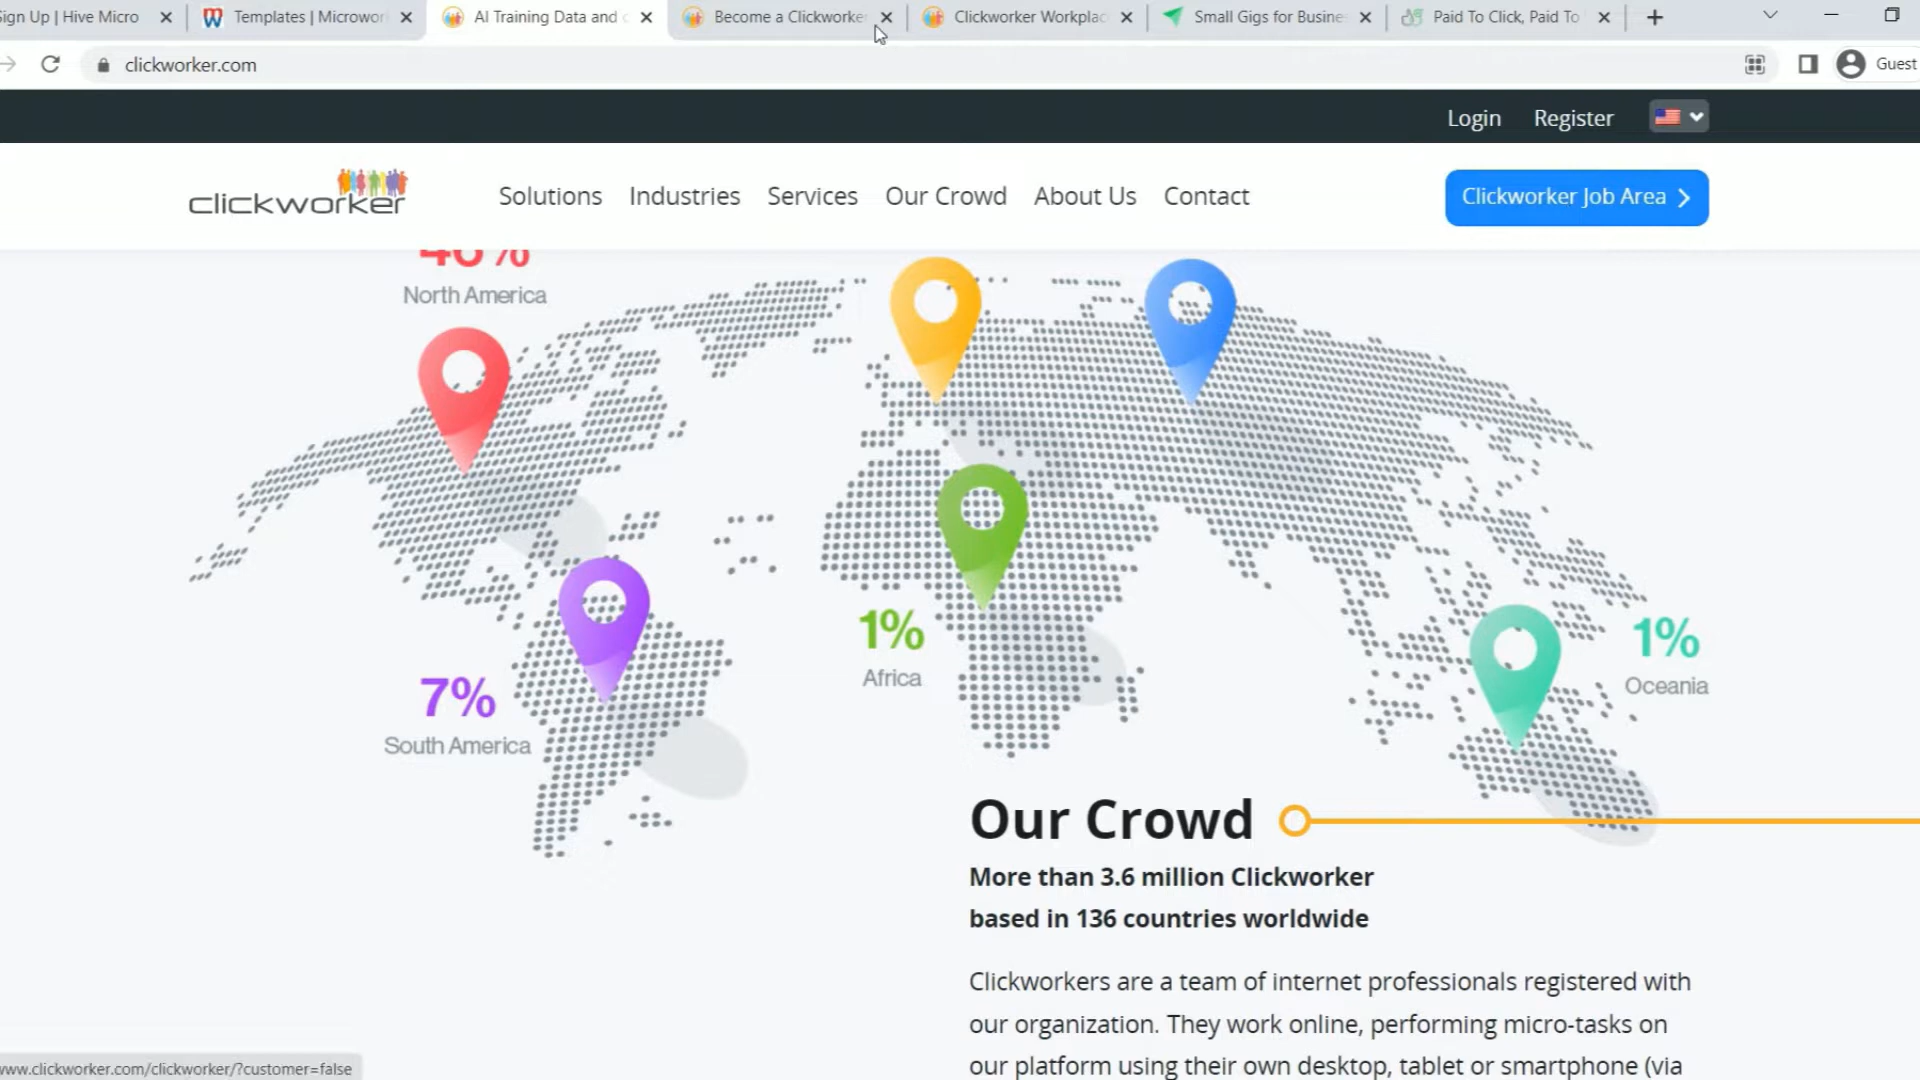 Sign Up | Hive Micro
Templates | Microwor
AI Training Data and
Become a Clickworker
Clickworker Workplac
Small Gigs for Busine
Paid To Click, Paid To
clickworker.com
Guest
Login
Register
clickworker
Solutions
Industries
Services
Our Crowd
About Us
Contact
Clickworker Job Area
North America
1%
Africa
1%
Oceania
7%
South America
Our Crowd
More than 3.6 million Clickworker
based in 136 countries worldwide
Clickworkers are a team of internet professionals registered with
our organization. They work online, performing micro-tasks on
our platform using their own desktop, tablet or smartphone (via
www.clickworker.com/clickworker/?customer=false